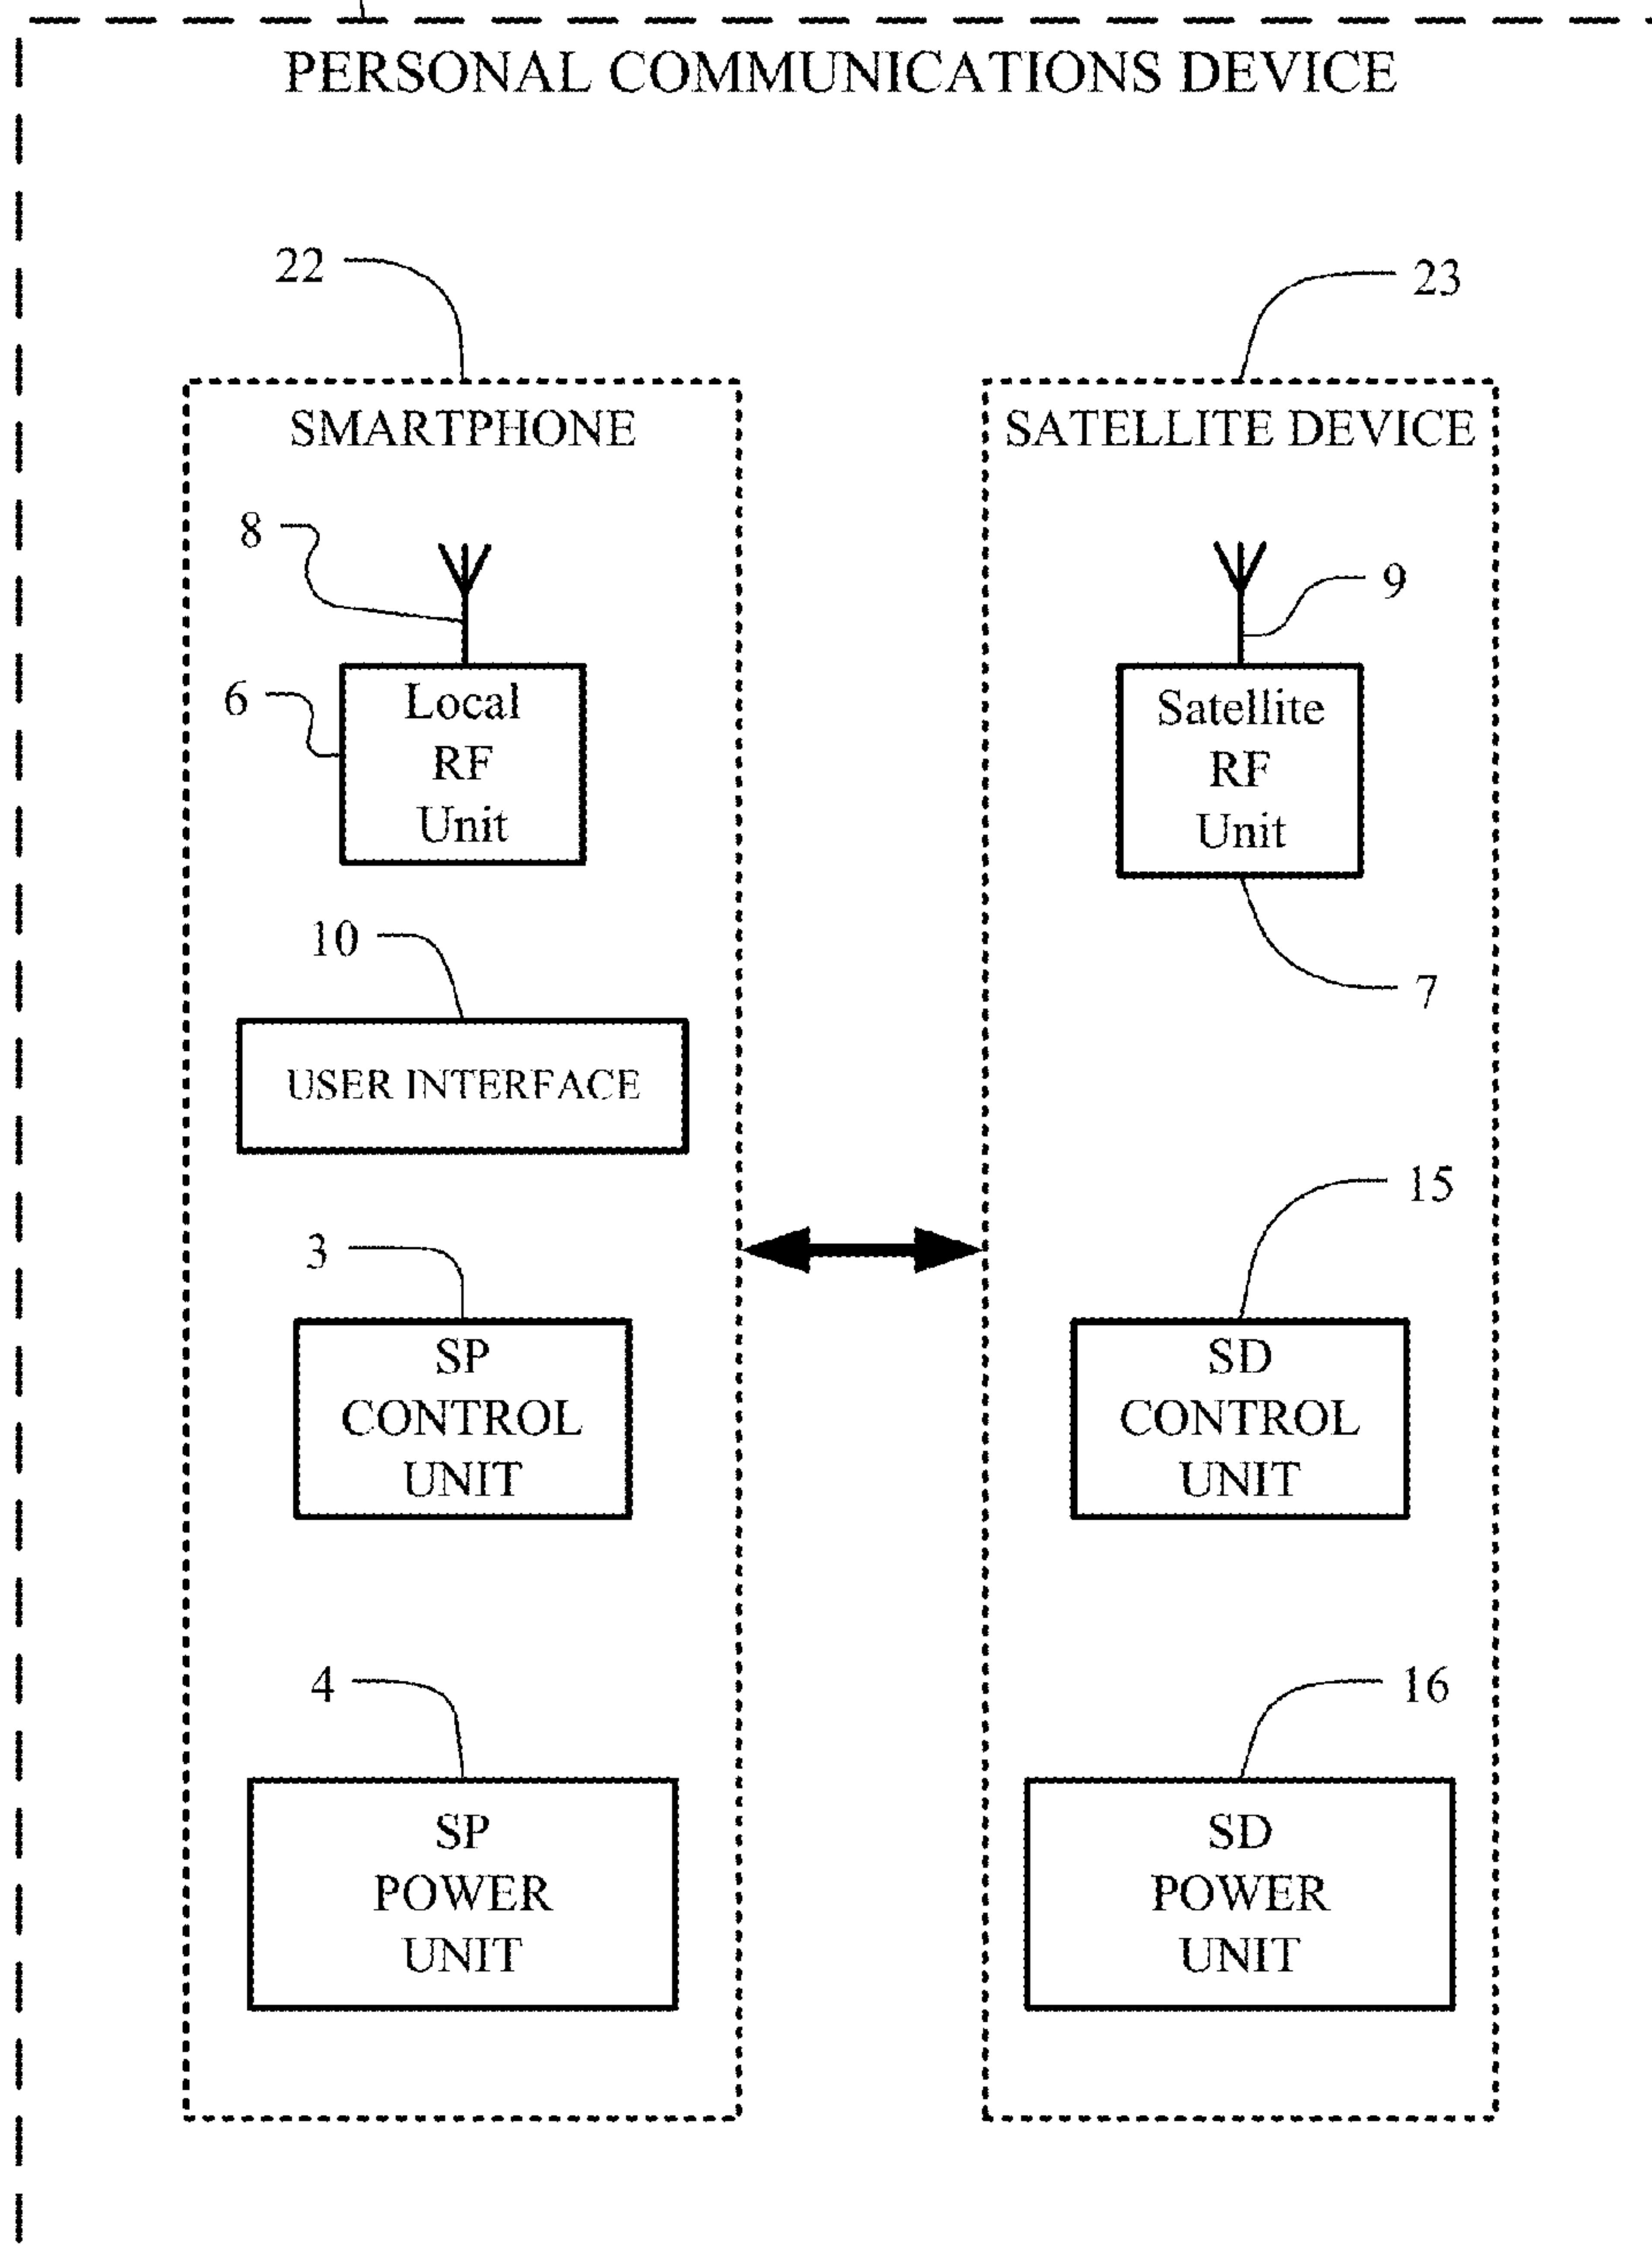 PERSONAL COMMUNICATIONS DEVICE
22
23
SMARTPHONE
SATELLITE DEVICE
8
9
6
Local
RF
Unit
Satellite
RF
Unit
10
7
USER INTERFACE
15
3
SP
CONTROL
UNIT
SD
CONTROL
UNIT
4
16
SP
POWER
UNIT
SD
POWER
UNIT